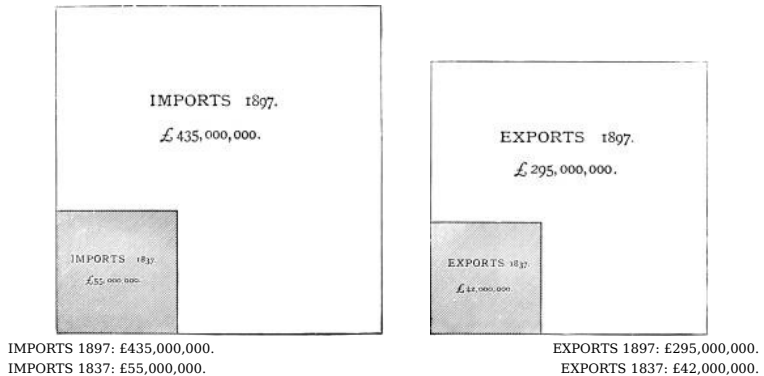 IMPORTS 1897.
£435,000,000.
IMPORTS 1837.
£55,000,000.
EXPORTS 1897.
£295,000,000.
EXPORTS 1837.
£42,000,000.
IMPORTS 1897: £435,000,000.
IMPORTS 1837: £55,000,000.
EXPORTS 1897: £295,000,000.
EXPORTS 1837: £42,000,000.